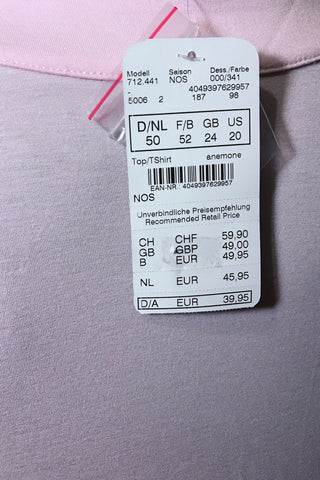 Modell Saison Dess./Farbe
712.441 NOS 000/341
- 4049397629957
5006 2 187 98
D/NL F/B GB US
50 52 24 20
Top/TShirt anemone
EAN-NR.: 4049397629957
NOS
Unverbindliche Preisempfehlung
Recommended Retail Price
CH CHF 59,90
GB GBP 49,00
B EUR 49,95
NL EUR 45,95
D/A EUR 39,95